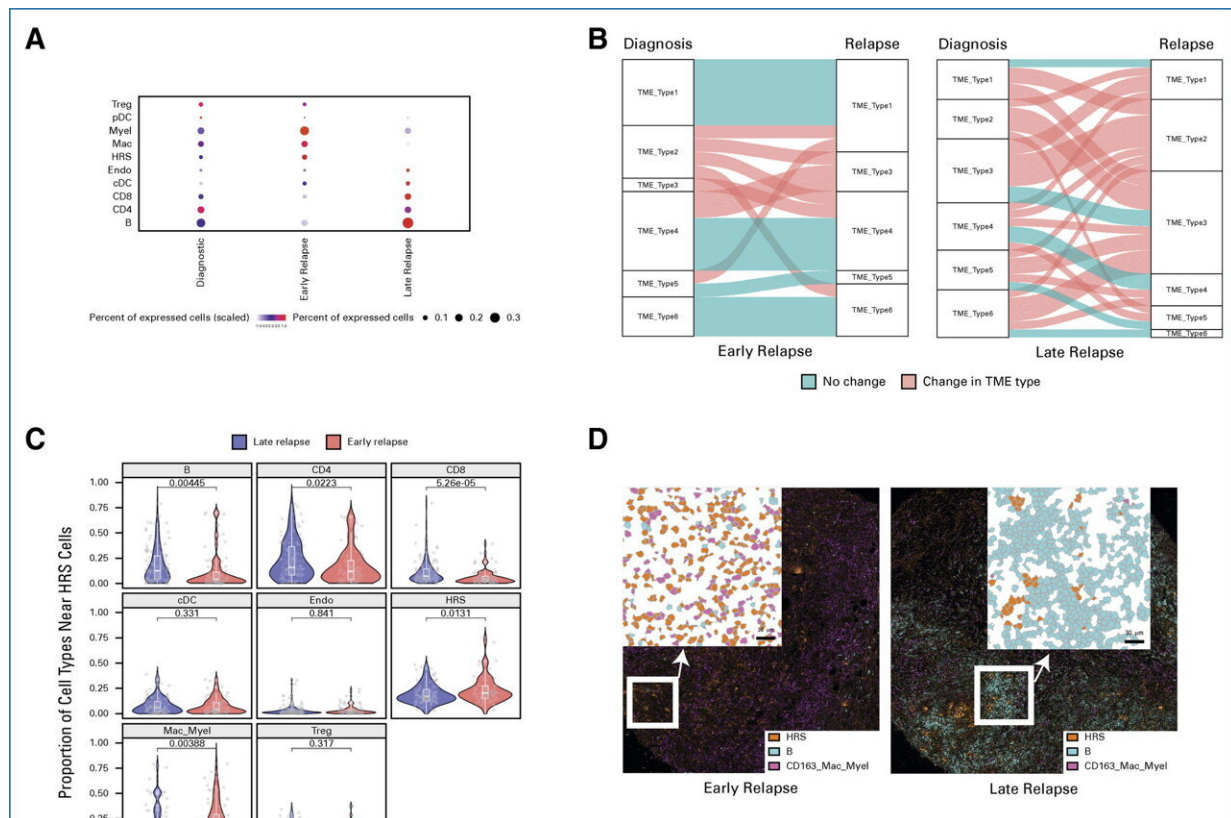 A
Treg
pDC
Myel
Mac
HRS
Endo
cDC
CD8
CD4
B
Diagnostic
Early Relapse
Late Relapse
Percent of expressed cells (scaled)
Percent of expressed cells 0.1 0.2 0.3
B
Diagnosis Relapse
TME_Type1
TME_Type2
TME_Type3
TME_Type4
TME_Type5
TME_Type6
TME_Type1
TME_Type3
TME_Type4
TME_Type5
TME_Type6
Early Relapse
Diagnosis Relapse
TME_Type1
TME_Type2
TME_Type3
TME_Type4
TME_Type5
TME_Type6
TME_Type1
TME_Type2
TME_Type3
TME_Type4
TME_Type5
TME_Type6
Late Relapse
No change Change in TME type
C
Late relapse Early relapse
Proportion of Cell Types Near HRS Cells
B CD4 CD8
0.00445 0.0223 5.26e-05
1.00
0.75
0.50
0.25
0.00
cDC Endo HRS
0.331 0.841 0.0131
1.00
0.75
0.50
0.25
0.00
Mac_Myel Treg
0.00388 0.317
1.00
0.75
0.50
0.25
D
30 μm
HRS
B
CD163_Mac_Myel
Early Relapse
30 μm
HRS
B
CD163_Mac_Myel
Late Relapse